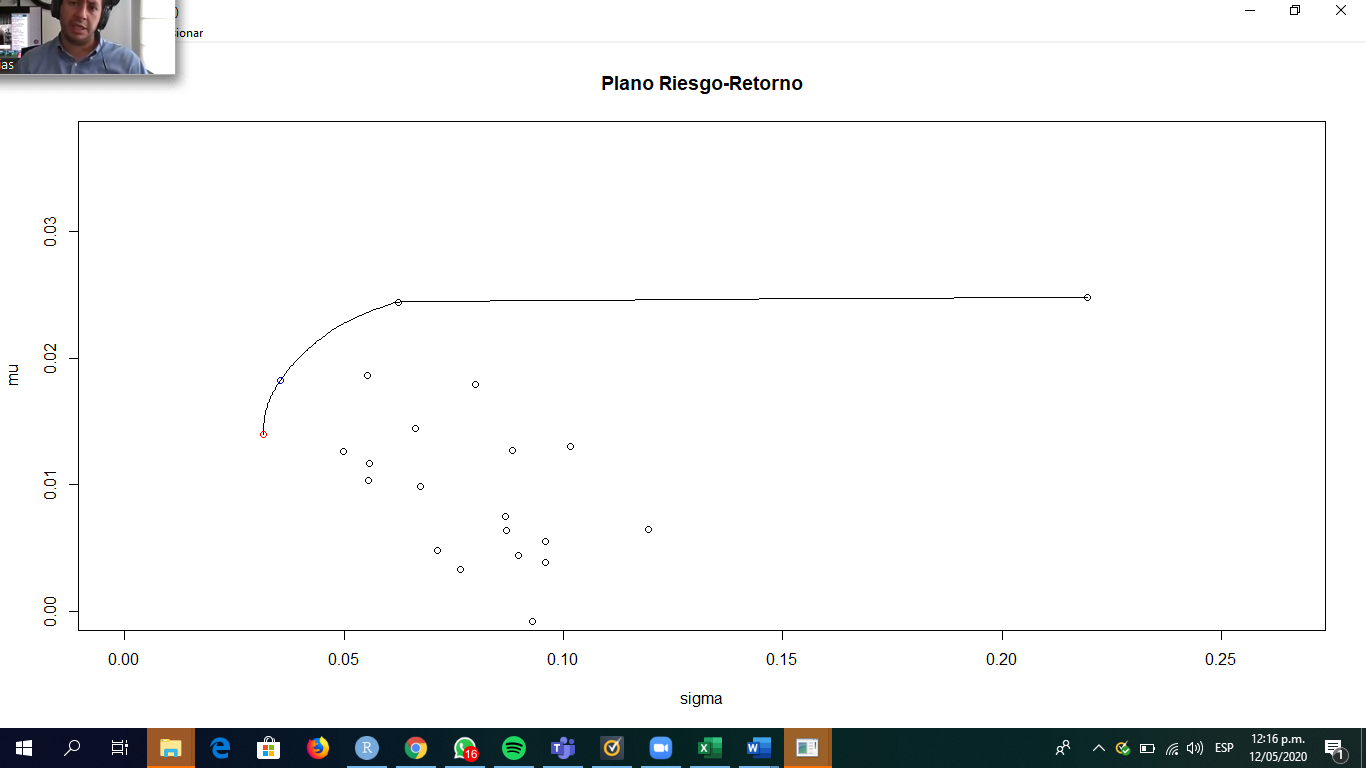 )
ionar
as
Plano Riesgo-Retorno
mu
0.03
0.02
0.01
0.00
0.00 0.05 0.10 0.15 0.20 0.25
sigma
R
16
ESP
12:16 p.m.
12/05/2020
1